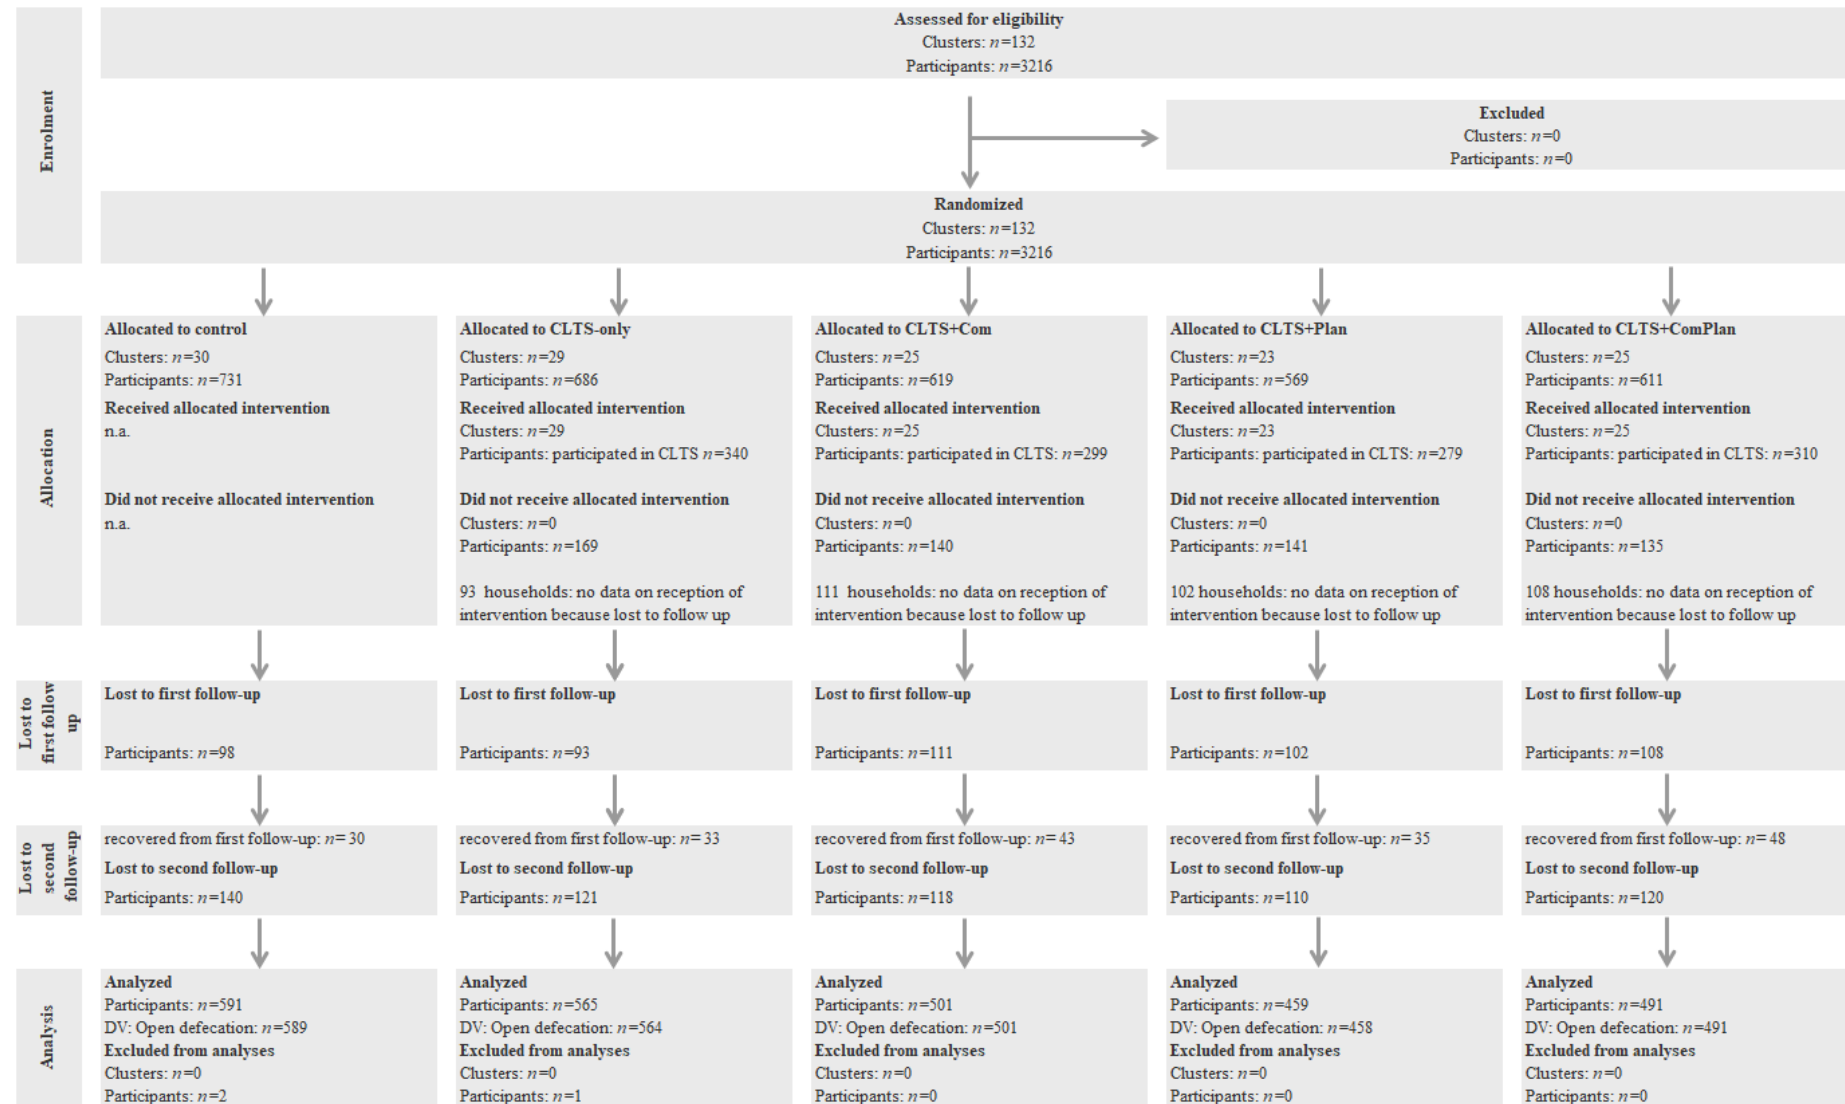 Enrolment
Assessed for eligibility
Clusters: n=132
Participants: n=3216
Excluded
Clusters: n=0
Participants: n=0
Randomized
Clusters: n=132
Participants: n=3216
Allocation
Allocated to control
Clusters: n=30
Participants: n=731
Received allocated intervention
n.a.
Did not receive allocated intervention
n.a.
Allocated to CLTS-only
Clusters: n=29
Participants: n=686
Received allocated intervention
Clusters: n=29
Participants: participated in CLTS n=340
Did not receive allocated intervention
Clusters: n=0
Participants: n=169
93 households: no data on reception of
intervention because lost to follow up
Allocated to CLTS+Com
Clusters: n=25
Participants: n=619
Received allocated intervention
Clusters: n=25
Participants: participated in CLTS: n=299
Did not receive allocated intervention
Clusters: n=0
Participants: n=140
111 households: no data on reception of
intervention because lost to follow up
Allocated to CLTS+Plan
Clusters: n=23
Participants: n=569
Received allocated intervention
Clusters: n=23
Participants: participated in CLTS: n=279
Did not receive allocated intervention
Clusters: n=0
Participants: n=141
102 households: no data on reception of
intervention because lost to follow up
Allocated to CLTS+ComPlan
Clusters: n=25
Participants: n=611
Received allocated intervention
Clusters: n=25
Participants: participated in CLTS: n=310
Did not receive allocated intervention
Clusters: n=0
Participants: n=135
108 households: no data on reception of
intervention because lost to follow up
Lost to
first follow
up
Lost to first follow-up
Participants: n=98
Lost to first follow-up
Participants: n=93
Lost to first follow-up
Participants: n=111
Lost to first follow-up
Participants: n=102
Lost to first follow-up
Participants: n=108
Lost to
second
follow-up
recovered from first follow-up: n= 30
Lost to second follow-up
Participants: n=140
recovered from first follow-up: n= 33
Lost to second follow-up
Participants: n=121
recovered from first follow-up: n= 43
Lost to second follow-up
Participants: n=118
recovered from first follow-up: n= 35
Lost to second follow-up
Participants: n=110
recovered from first follow-up: n= 48
Lost to second follow-up
Participants: n=120
Analysis
Analyzed
Participants: n=591
DV: Open defecation: n=589
Excluded from analyses
Clusters: n=0
Participants: n=2
Analyzed
Participants: n=565
DV: Open defecation: n=564
Excluded from analyses
Clusters: n=0
Participants: n=1
Analyzed
Participants: n=501
DV: Open defecation: n=501
Excluded from analyses
Clusters: n=0
Participants: n=0
Analyzed
Participants: n=459
DV: Open defecation: n=458
Excluded from analyses
Clusters: n=0
Participants: n=0
Analyzed
Participants: n=491
DV: Open defecation: n=491
Excluded from analyses
Clusters: n=0
Participants: n=0